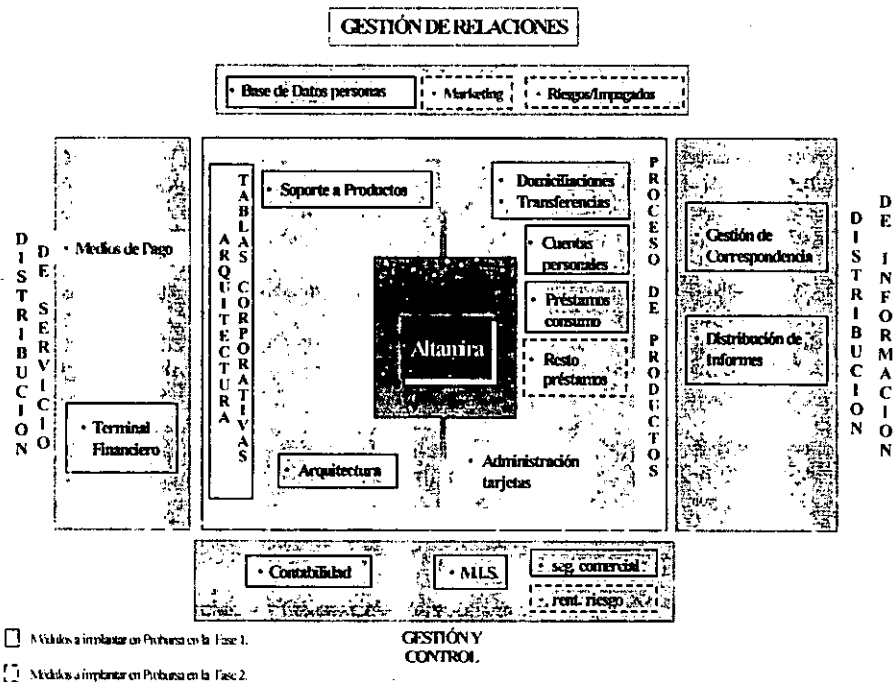 GESTIÓN DE RELACIONES
• Base de Datos personas
• Marketing
• Riesgos/Impagados
DISTRIBUCION
DE SERVICIO
• Medios de Pago
• Terminal
Financiero
ARQUITECTURA
TABLAS CORPORATIVAS
• Soporte a Productos
• Arquitectura
Altamira
• Domiciliaciones
• Transferencias
• Cuentas
personales
• Préstamos
consumo
• Resto
préstamos
• Administración
tarjetas
PROCESO DE PRODUCTOS
• Gestión de
Correspondencia
• Distribución de
Informes
DISTRIBUCION
DE INFORMACION
• Contabilidad
• M.I.S.
• seg. comercial
• rent. riesgo
GESTIÓN Y
CONTROL
Módulos a implantar en Probursa en la Fase 1.
Módulos a implantar en Probursa en la Fase 2.